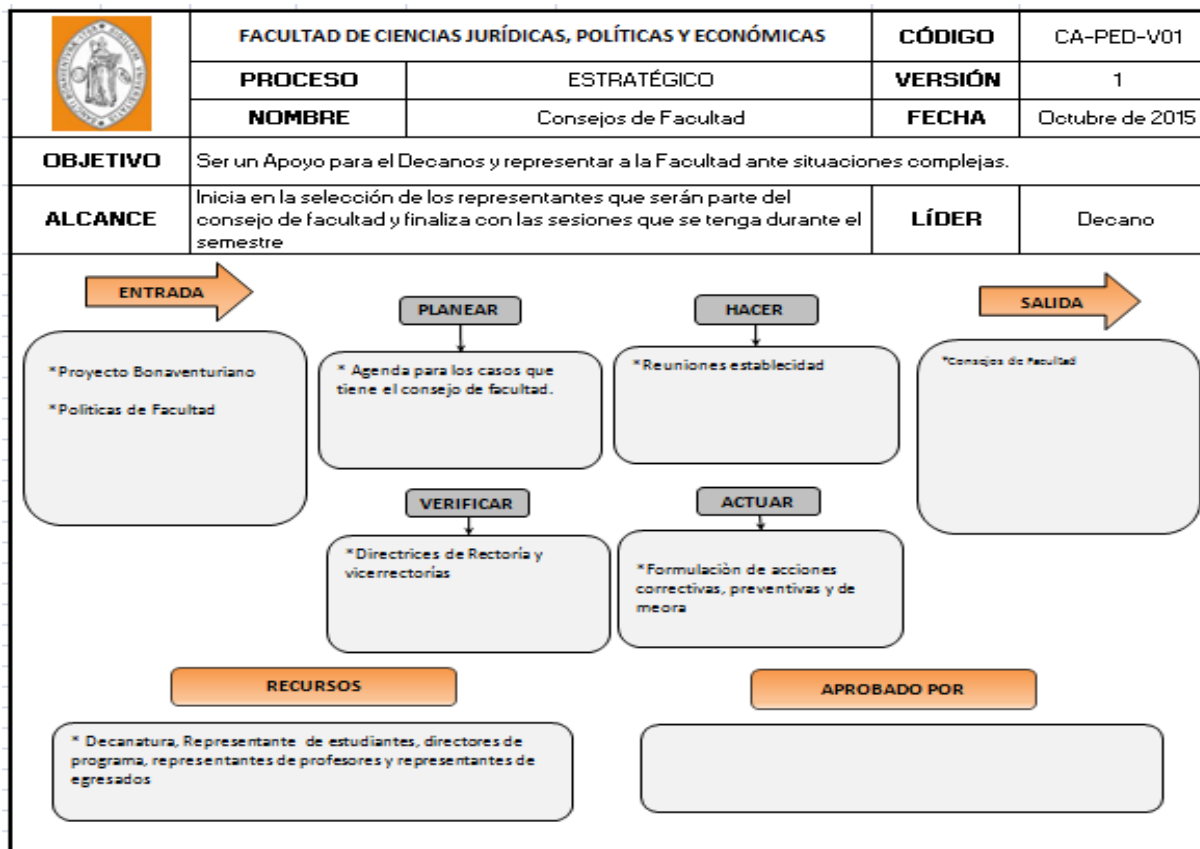 FACULTAD DE CIENCIAS JURÍDICAS, POLÍTICAS Y ECONÓMICAS
CÓDIGO
CA-PED-V01
PROCESO
ESTRATÉGICO
VERSIÓN
1
NOMBRE
Consejos de Facultad
FECHA
Octubre de 2015
OBJETIVO
Ser un Apoyo para el Decanos y representar a la Facultad ante situaciones complejas.
ALCANCE
Inicia en la selección de los representantes que serán parte del
consejo de facultad y finaliza con las sesiones que se tenga durante el
semestre
LÍDER
Decano
ENTRADA
PLANEAR
HACER
SALIDA
*Proyecto Bonaventuriano
*Politicas de Facultad
* Agenda para los casos que
tiene el consejo de facultad.
*Reuniones establecidad
*Consejos de Facultad
VERIFICAR
ACTUAR
*Directrices de Rectoría y
vicerrectorías
*Formulaciòn de acciones
correctivas, preventivas y de
meora
RECURSOS
APROBADO POR
* Decanatura, Representante de estudiantes, directores de
programa, representantes de profesores y representantes de
egresados